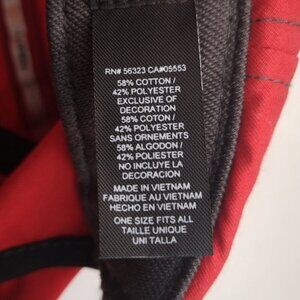 RN# 56323 CA#05553
58% COTTON /
42% POLYESTER
EXCLUSIVE OF
DECORATION
58% COTON /
42% POLYESTER
SANS ORNEMENTS
58% ALGODON /
42% POLIESTER
NO INCLUYE LA
DECORACION
MADE IN VIETNAM
FABRIQUE AU VIETNAM
HECHO EN VIETNAM
ONE SIZE FITS ALL
TAILLE UNIQUE
UNI TALLA